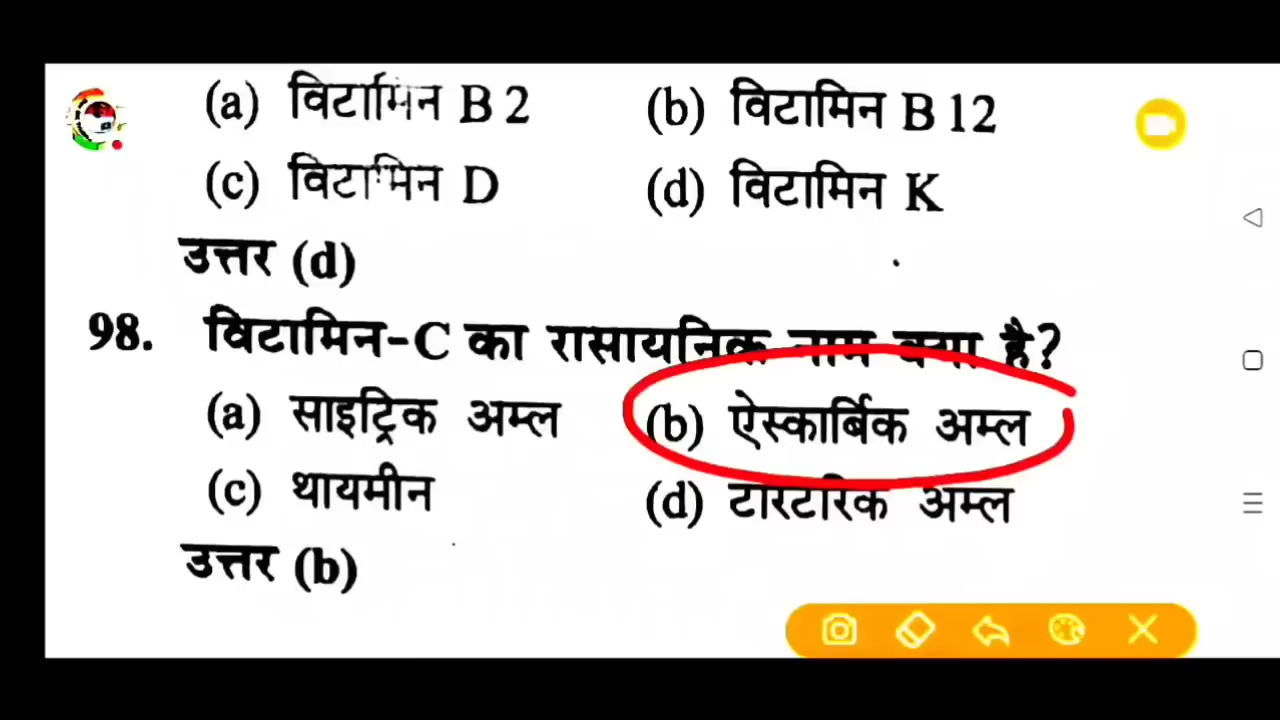 (a) विटामिन B 2 (b) विटामिन B 12
(c) विटामिन D (d) विटामिन K
उत्तर (d)
98. विटामिन-C का रासायनिक नाम क्या है?
(a) साइट्रिक अम्ल (b) ऐस्कार्बिक अम्ल
(c) थायमीन (d) टारटरिक अम्ल
उत्तर (b)